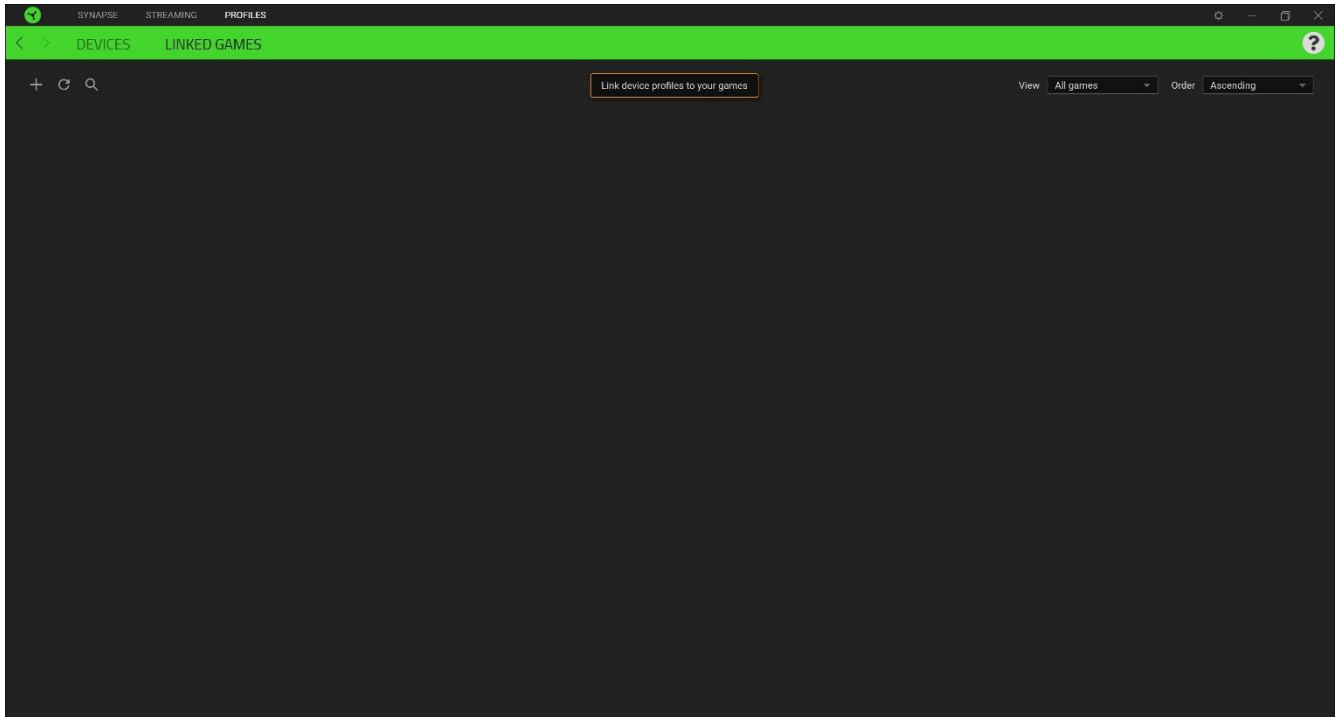 SYNAPSE STREAMING PROFILES
DEVICES LINKED GAMES ?
Link device profiles to your games View All games Order Ascending